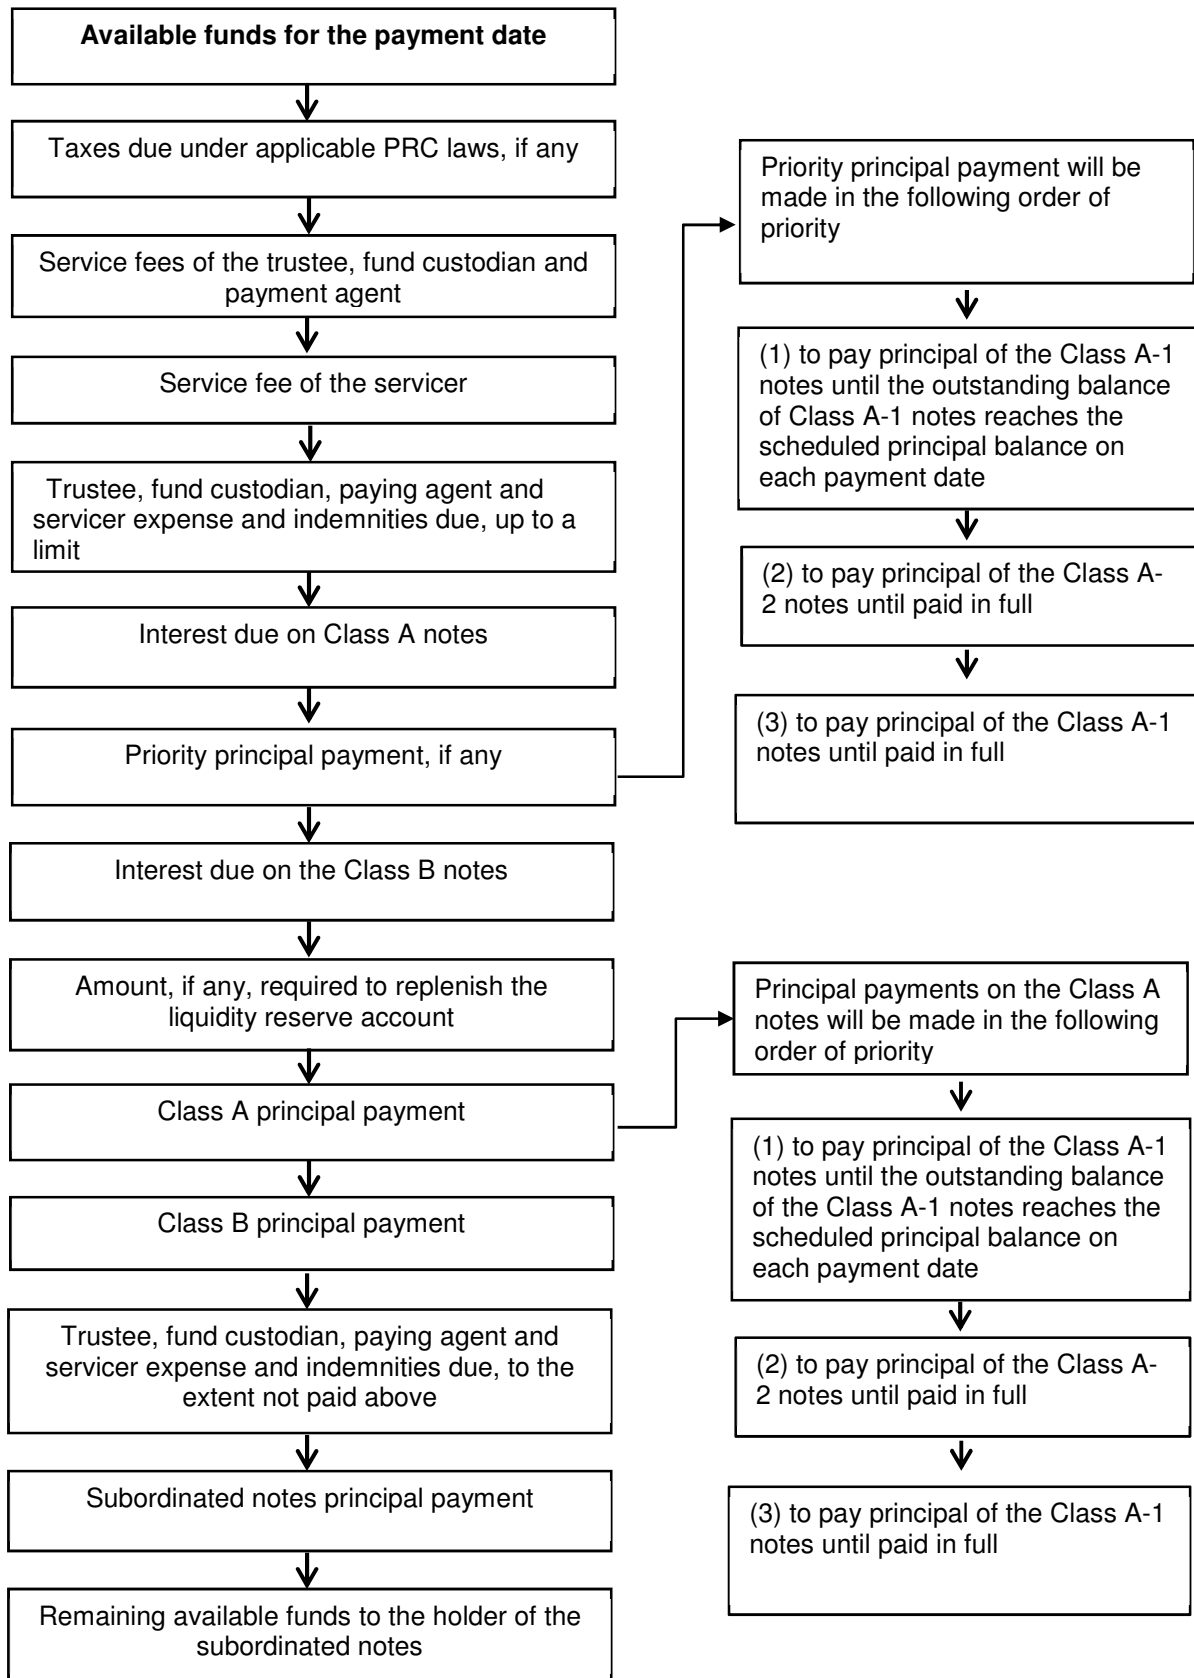 Available funds for the payment date
Taxes due under applicable PRC laws, if any
Service fees of the trustee, fund custodian and
payment agent
Service fee of the servicer
Trustee, fund custodian, paying agent and
servicer expense and indemnities due, up to a
limit
Interest due on Class A notes
Priority principal payment, if any
Interest due on the Class B notes
Amount, if any, required to replenish the
liquidity reserve account
Class A principal payment
Class B principal payment
Trustee, fund custodian, paying agent and
servicer expense and indemnities due, to the
extent not paid above
Subordinated notes principal payment
Remaining available funds to the holder of the
subordinated notes
Priority principal payment will be
made in the following order of
priority
(1) to pay principal of the Class A-1
notes until the outstanding balance
of Class A-1 notes reaches the
scheduled principal balance on
each payment date
(2) to pay principal of the Class A-
2 notes until paid in full
(3) to pay principal of the Class A-1
notes until paid in full
Principal payments on the Class A
notes will be made in the following
order of priority
(1) to pay principal of the Class A-1
notes until the outstanding balance
of the Class A-1 notes reaches the
scheduled principal balance on
each payment date
(2) to pay principal of the Class A-
2 notes until paid in full
(3) to pay principal of the Class A-1
notes until paid in full